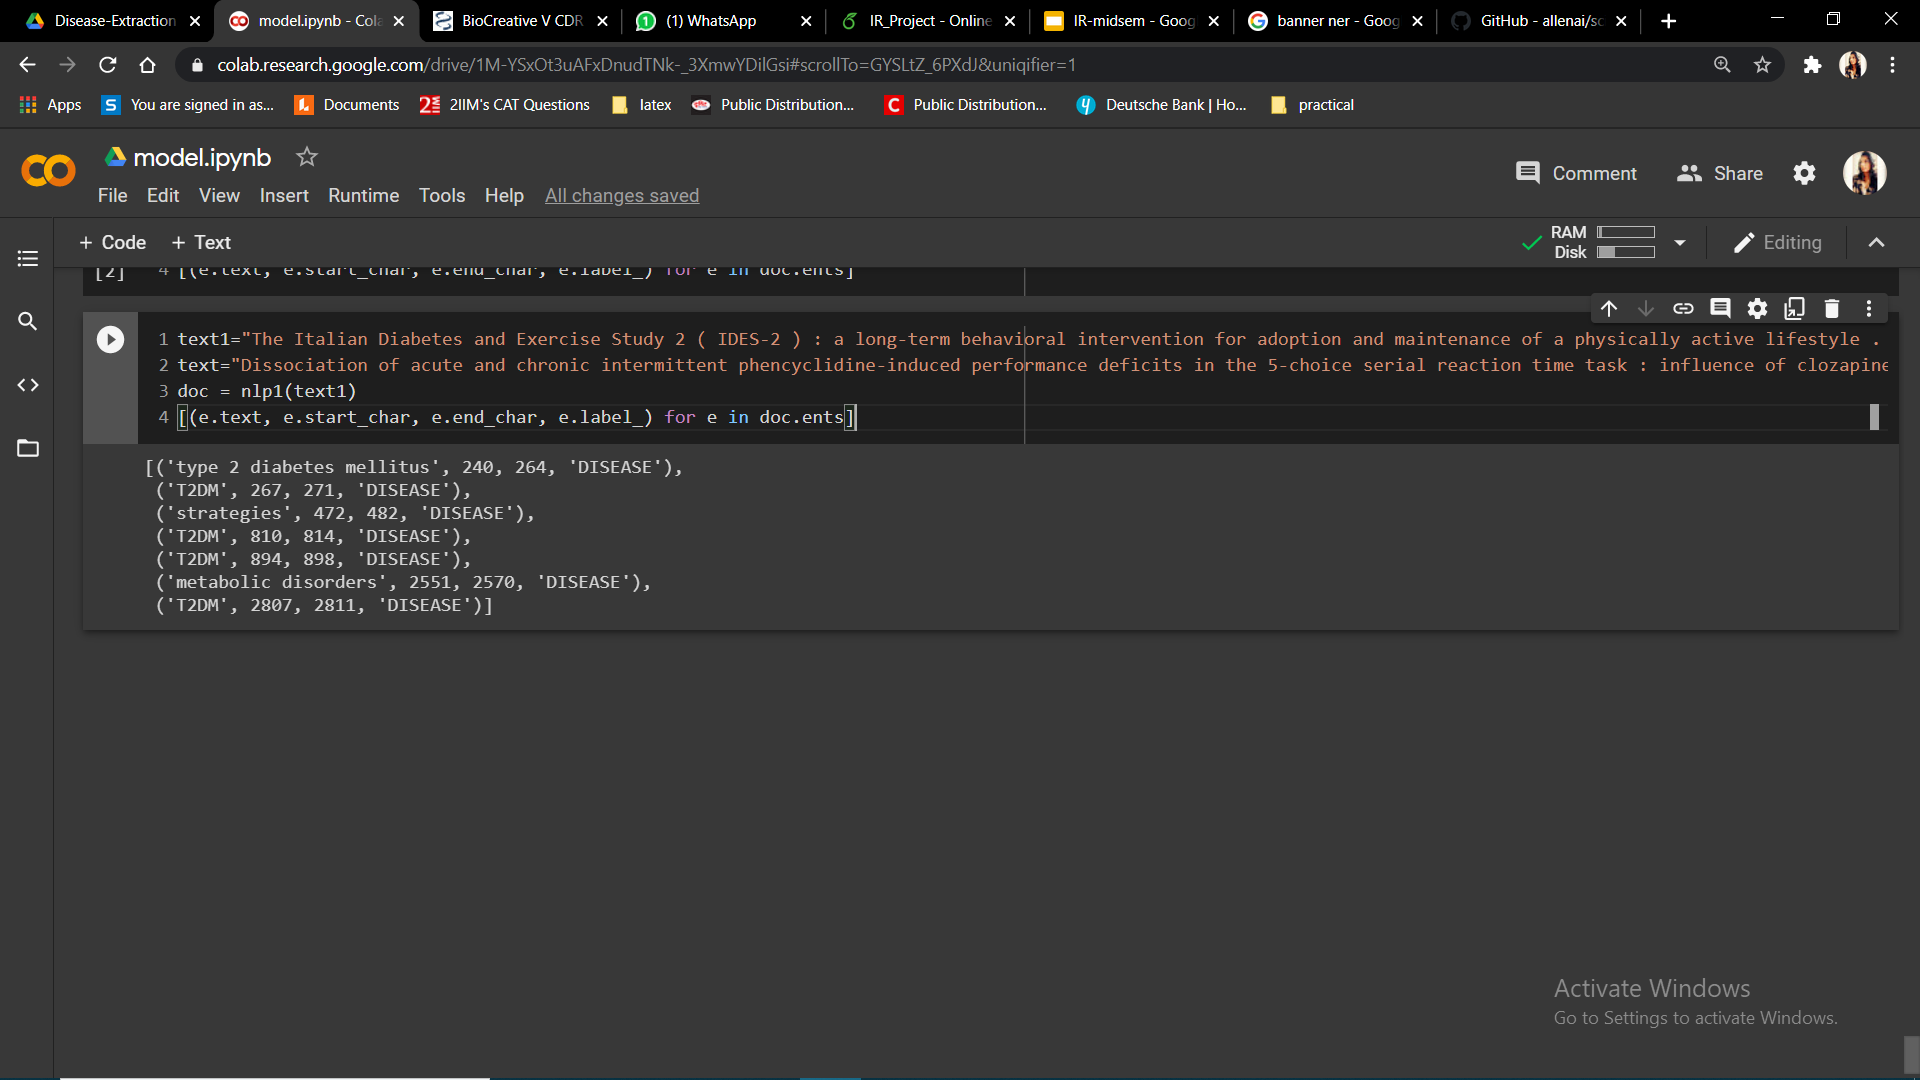 Disease-Extraction
model.ipynb - Cola
BioCreative V CDR
(1) WhatsApp
IR_Project - Online
IR-midsem - Goog
banner ner - Goog
GitHub - allenai/sc
colab.research.google.com/drive/1M-YSxOt3uAFxDnudTNk-_3XmwYDilGsi#scrollTo=GYSLtZ_6PXdJ&uniqifier=1
Apps
You are signed in as...
Documents
2IIM's CAT Questions
latex
Public Distribution...
Public Distribution...
Deutsche Bank | Ho...
practical
model.ipynb
Comment
Share
File Edit View Insert Runtime Tools Help All changes saved
+ Code + Text
RAM
Disk
Editing
[2] 4 [(e.text, e.start_char, e.end_char, e.label_) for e in doc.ents]
1 text1="The Italian Diabetes and Exercise Study 2 ( IDES-2 ) : a long-term behavioral intervention for adoption and maintenance of a physically active lifestyle .
2 text="Dissociation of acute and chronic intermittent phencyclidine-induced performance deficits in the 5-choice serial reaction time task : influence of clozapine
3 doc = nlp1(text1)
4 [(e.text, e.start_char, e.end_char, e.label_) for e in doc.ents]
[('type 2 diabetes mellitus', 240, 264, 'DISEASE'),
('T2DM', 267, 271, 'DISEASE'),
('strategies', 472, 482, 'DISEASE'),
('T2DM', 810, 814, 'DISEASE'),
('T2DM', 894, 898, 'DISEASE'),
('metabolic disorders', 2551, 2570, 'DISEASE'),
('T2DM', 2807, 2811, 'DISEASE')]
Activate Windows
Go to Settings to activate Windows.